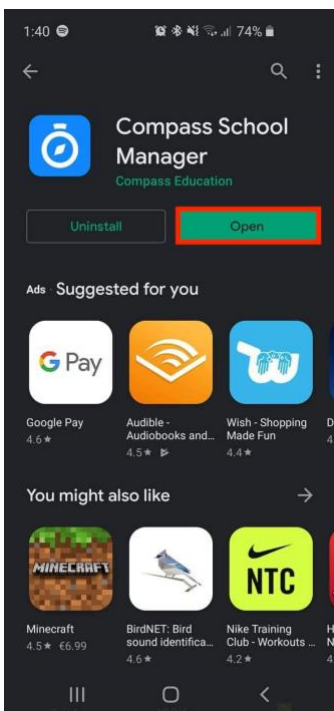 1:40 74%
Compass School
Manager
Compass Education
Uninstall Open
Ads · Suggested for you
G Pay
Google Pay
4.6★
Audible -
Audiobooks and...
4.5★
Wish - Shopping
Made Fun
4.4★
D
4
You might also like
MINECRAFT
NTC
Minecraft
4.5★ €6.99
BirdNET: Bird
sound identifica...
4.6★
Nike Training
Club - Workouts ...
4.2★
H
N
4